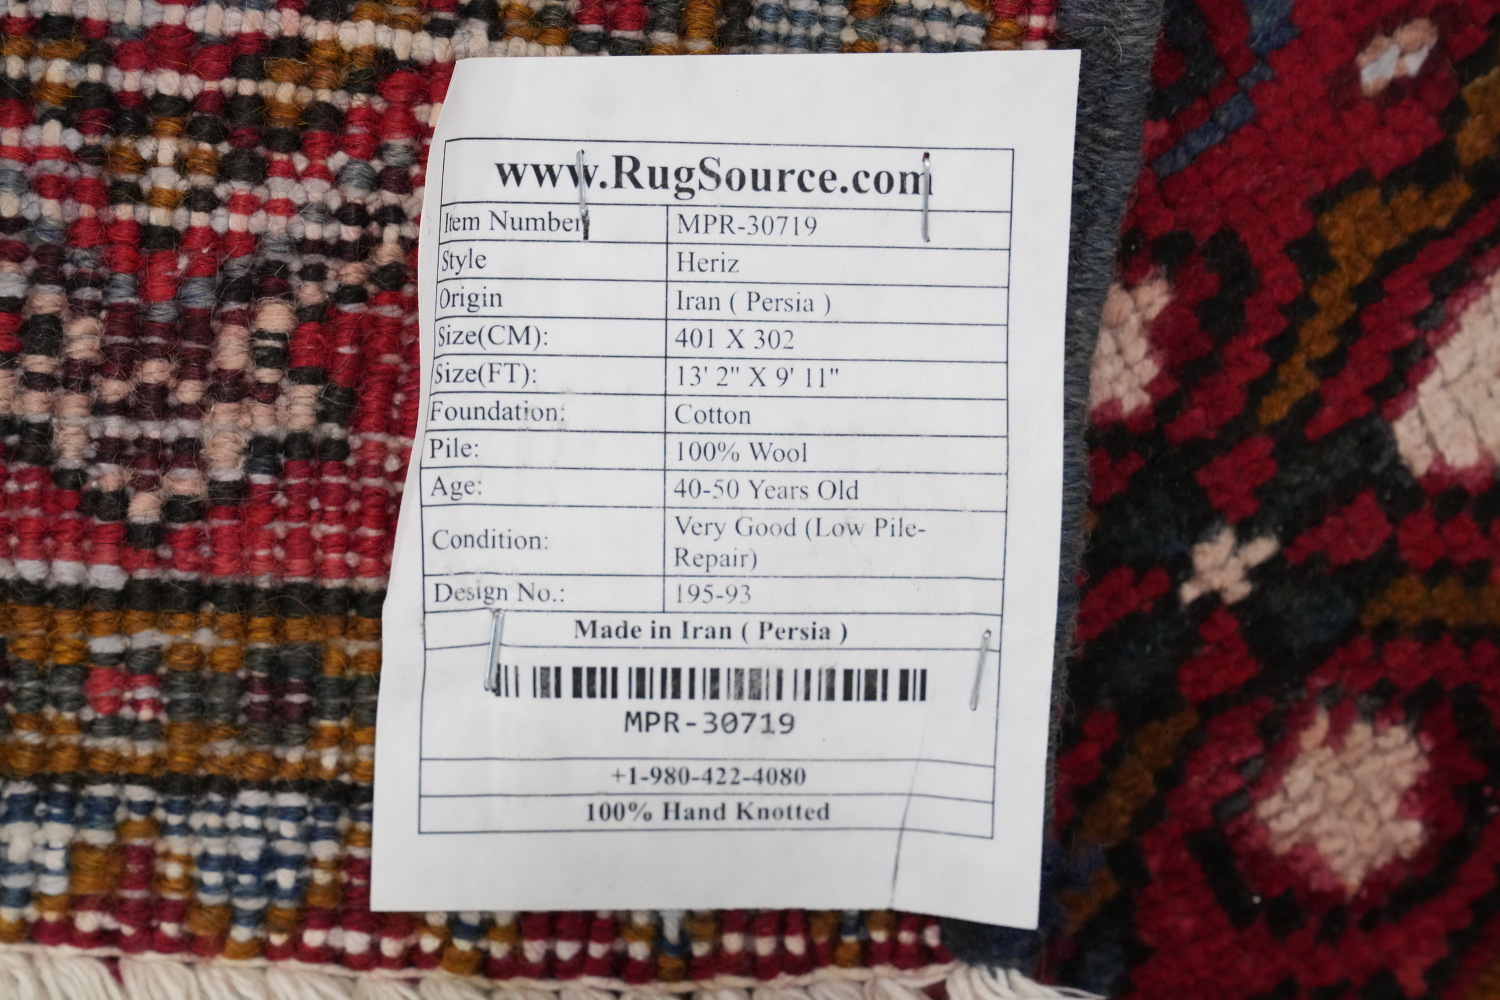 www.RugSource.com
Item Number MPR-30719
Style Heriz
Origin Iran ( Persia )
Size(CM): 401 X 302
Size(FT): 13' 2" X 9' 11"
Foundation: Cotton
Pile: 100% Wool
Age: 40-50 Years Old
Condition: Very Good (Low Pile-
Repair)
Design No.: 195-93
Made in Iran ( Persia )
MPR-30719
+1-980-422-4080
100% Hand Knotted